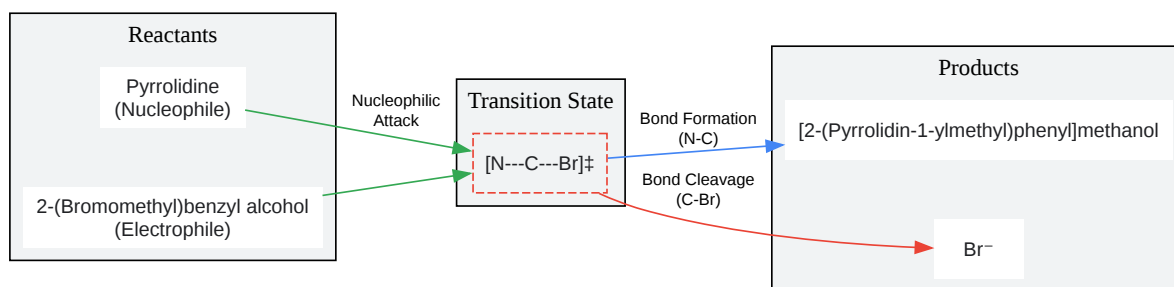 Reactants
Pyrrolidine
(Nucleophile)
2-(Bromomethyl)benzyl alcohol
(Electrophile)
Nucleophilic
Attack
Transition State
[N---C---Br]‡
Bond Formation
(N-C)
Bond Cleavage
(C-Br)
Products
[2-(Pyrrolidin-1-ylmethyl)phenyl]methanol
Br⁻